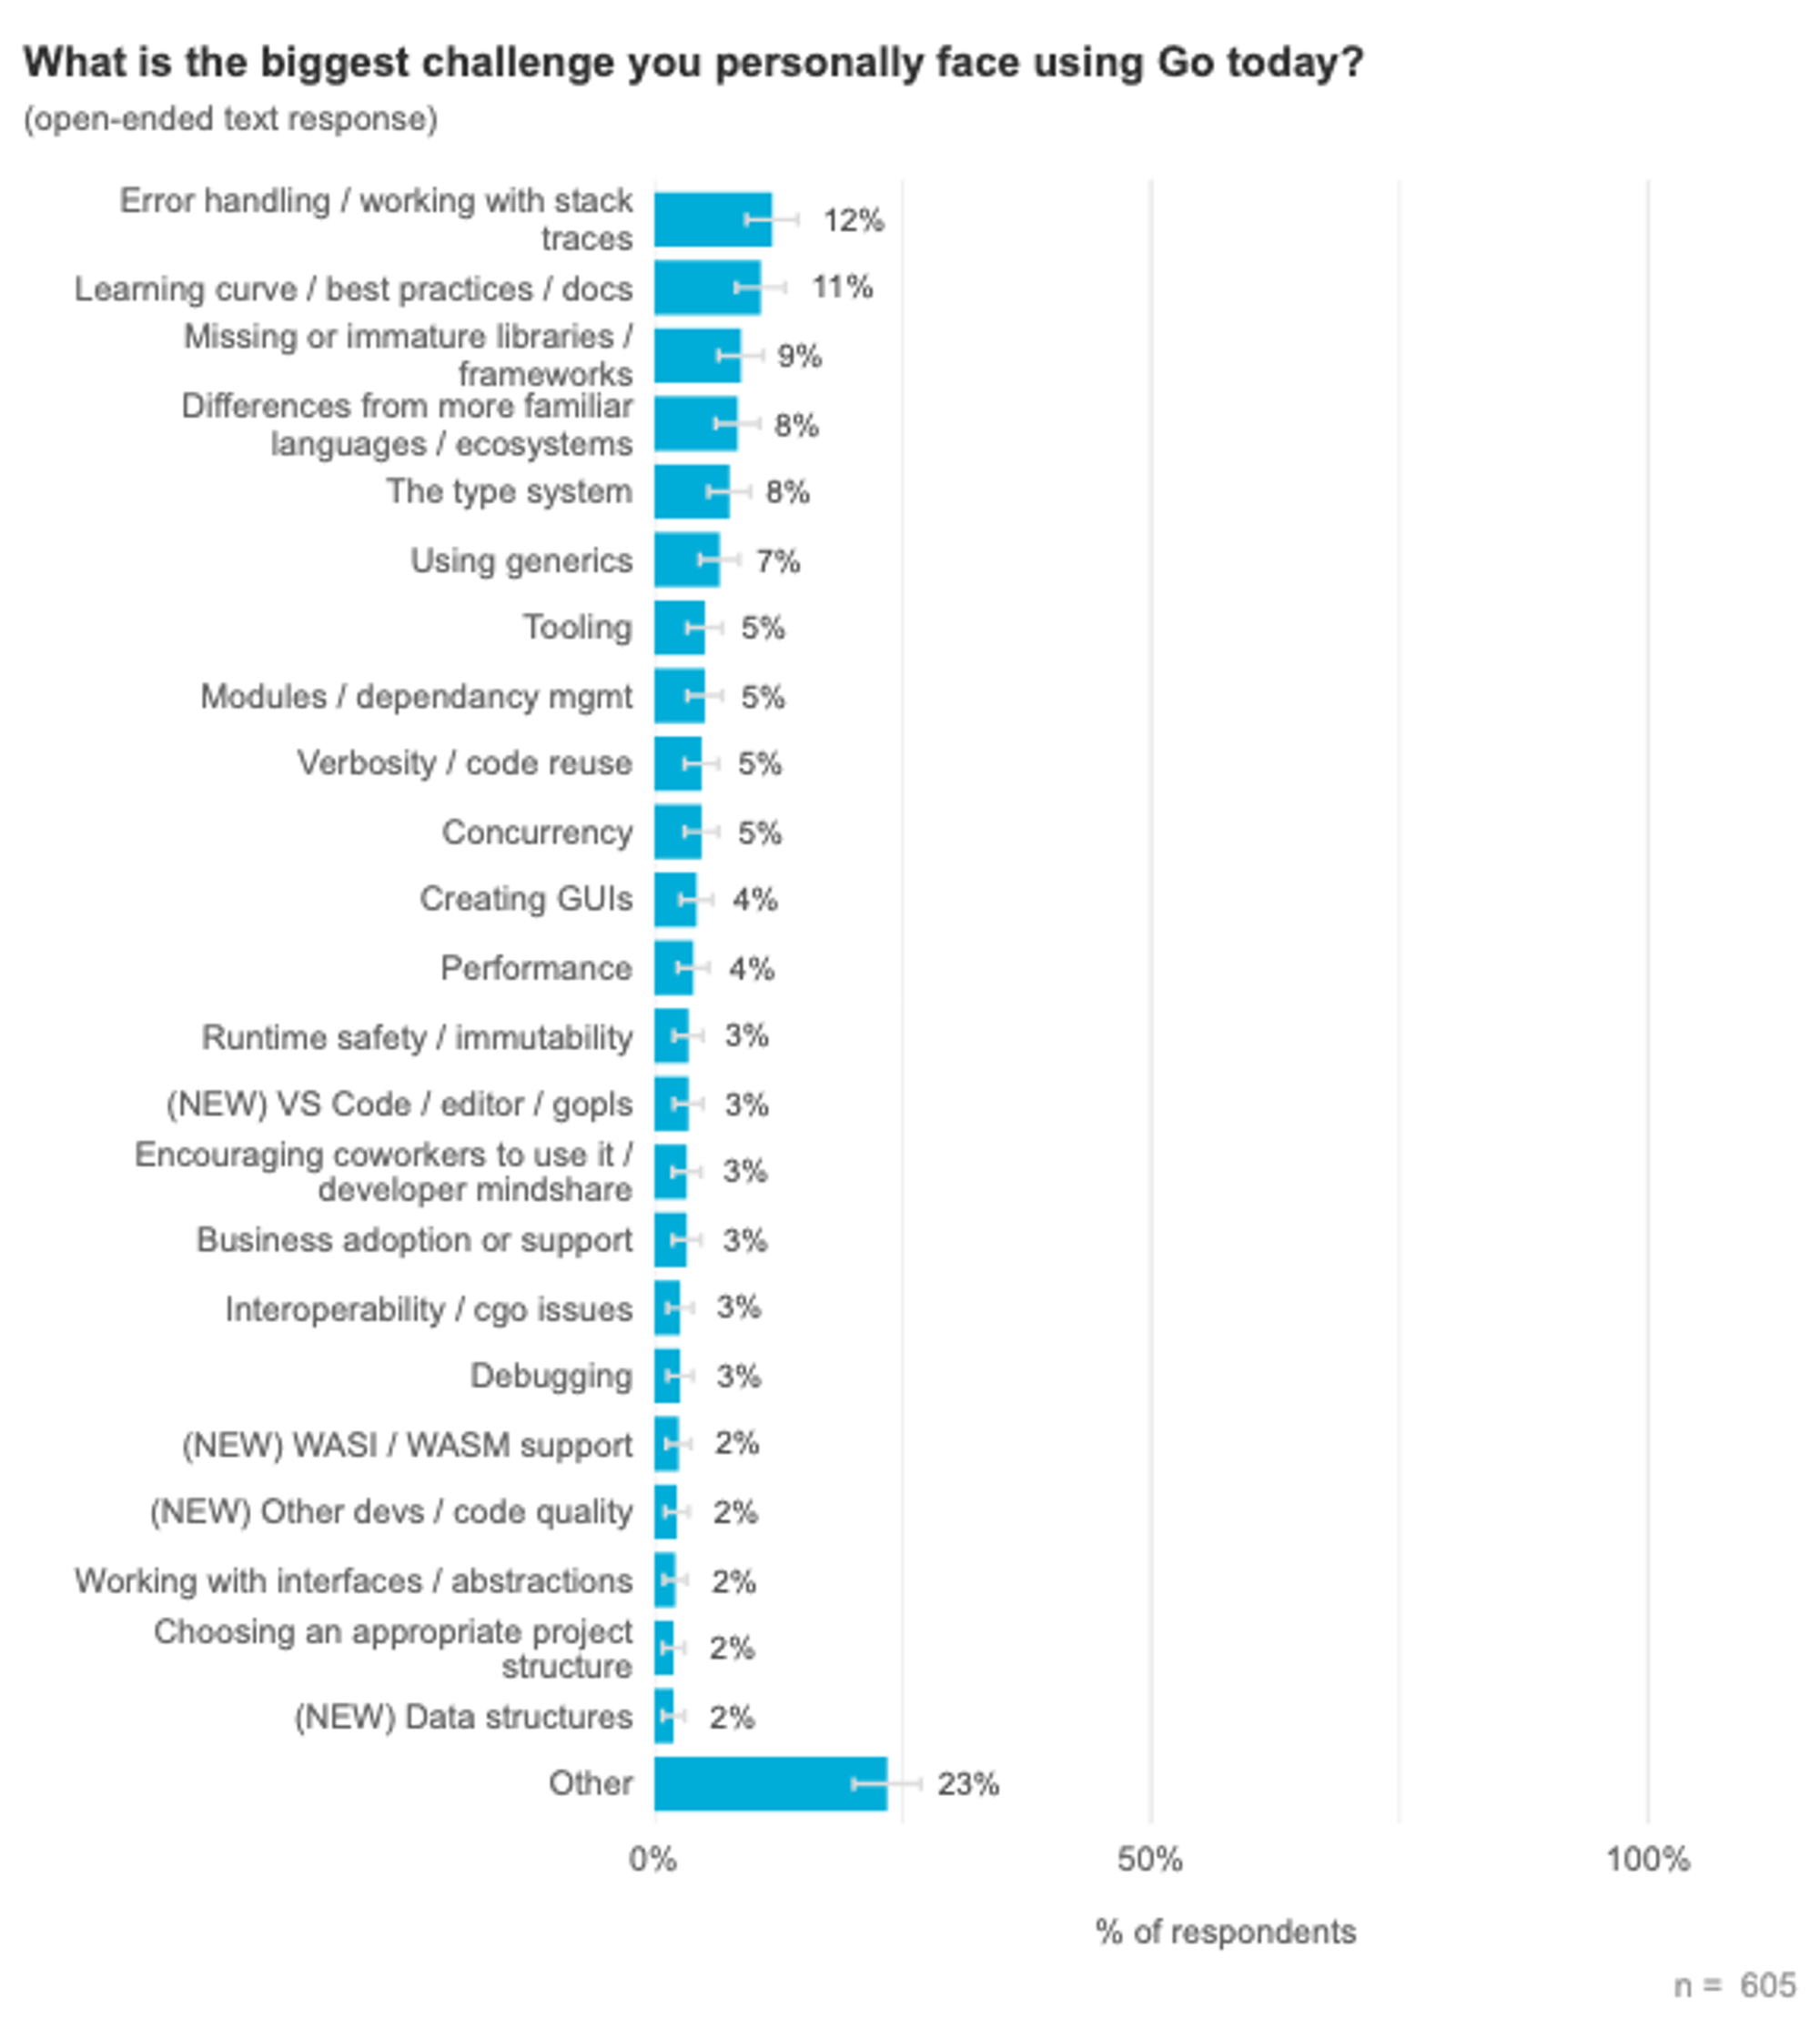 What is the biggest challenge you personally face using Go today?
(open-ended text response)
Error handling / working with stack
traces
12%
Learning curve / best practices / docs
11%
Missing or immature libraries /
frameworks
9%
Differences from more familiar
languages / ecosystems
8%
The type system
8%
Using generics
7%
Tooling
5%
Modules / dependancy mgmt
5%
Verbosity / code reuse
5%
Concurrency
5%
Creating GUIs
4%
Performance
4%
Runtime safety / immutability
3%
(NEW) VS Code / editor / gopls
3%
Encouraging coworkers to use it /
developer mindshare
3%
Business adoption or support
3%
Interoperability / cgo issues
3%
Debugging
3%
(NEW) WASI / WASM support
2%
(NEW) Other devs / code quality
2%
Working with interfaces / abstractions
2%
Choosing an appropriate project
structure
2%
(NEW) Data structures
2%
Other
23%
0%
50%
100%
% of respondents
n = 605